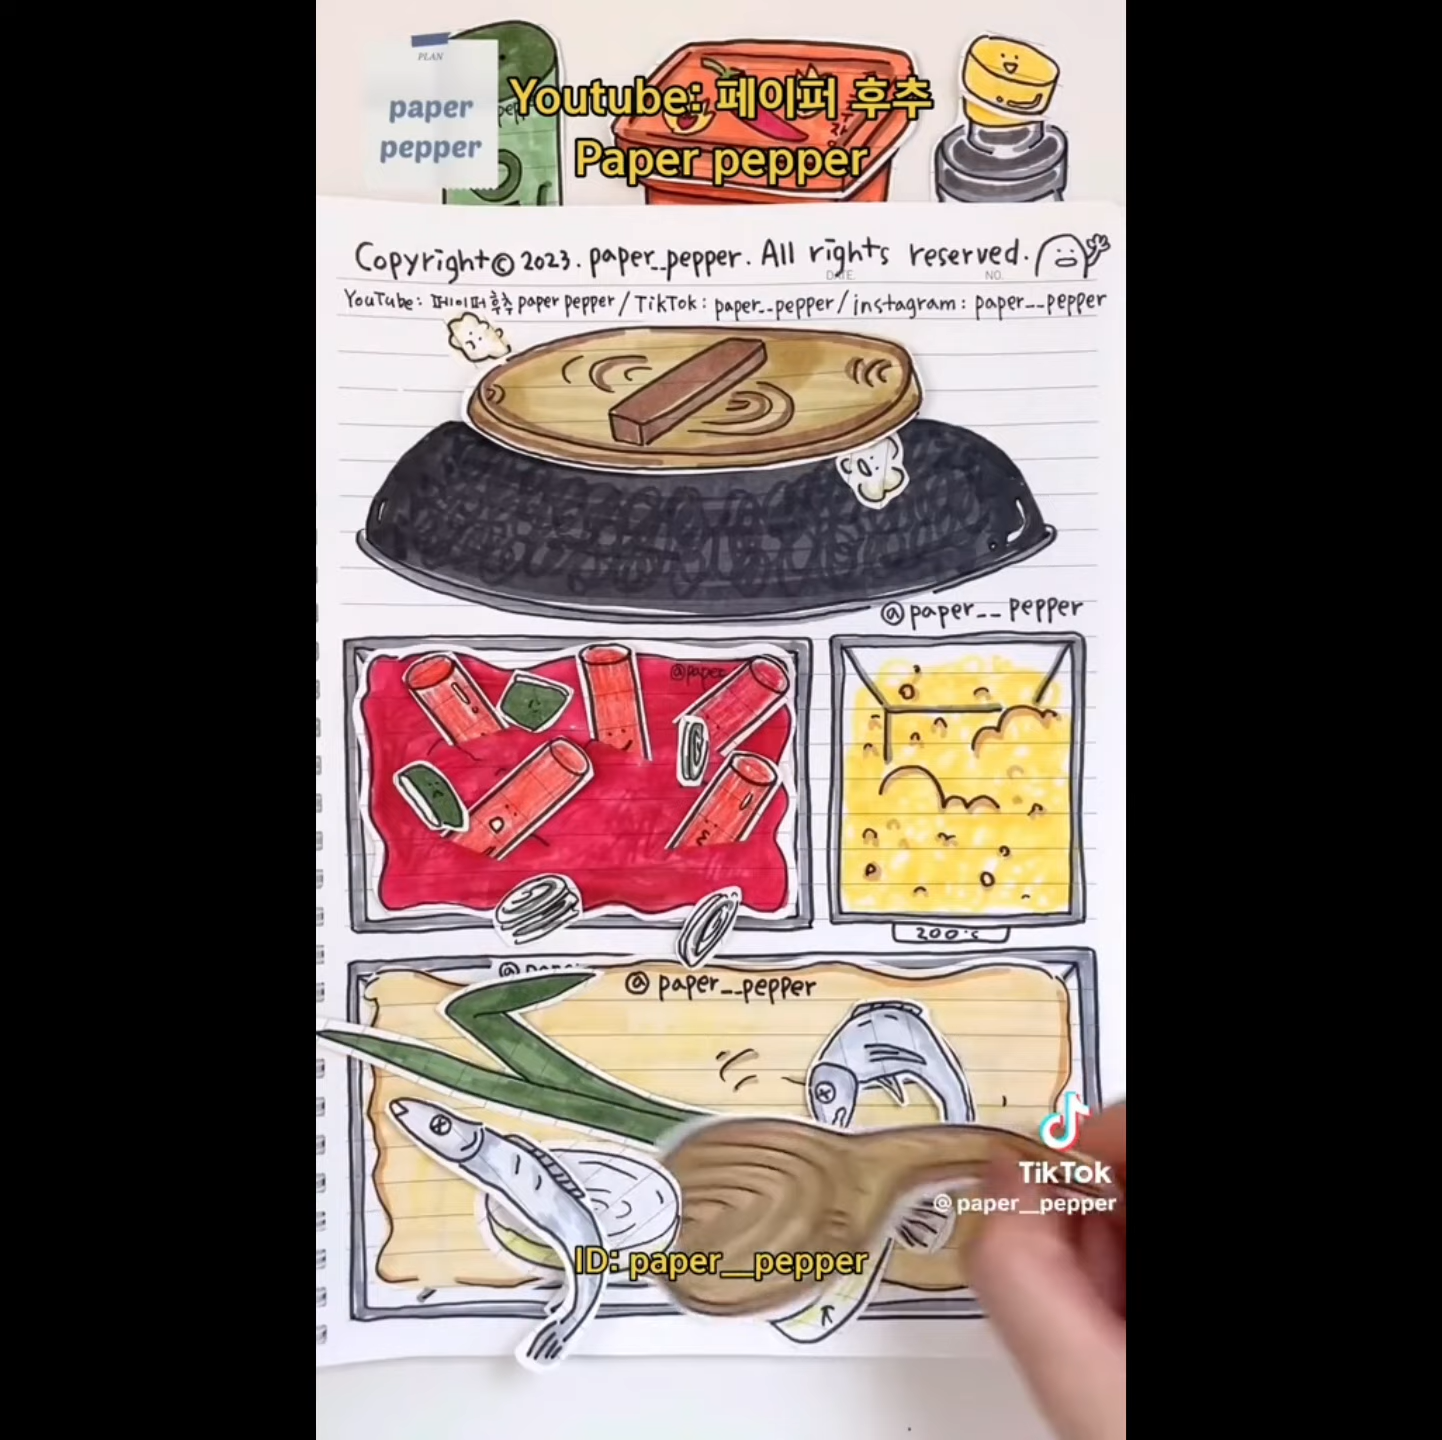 PLAN
paper
pepper
Youtube: 페이퍼 후추
Paper pepper
Copyright© 2023. paper__pepper. All rights reserved.
DATE. NO.
YouTube: 페이퍼 후추 paper pepper / TikTok: paper__pepper / instagram: paper__pepper
@paper__pepper
@paper
200℃
@ paper
@ paper__pepper
TikTok
@paper__pepper
ID: paper__pepper